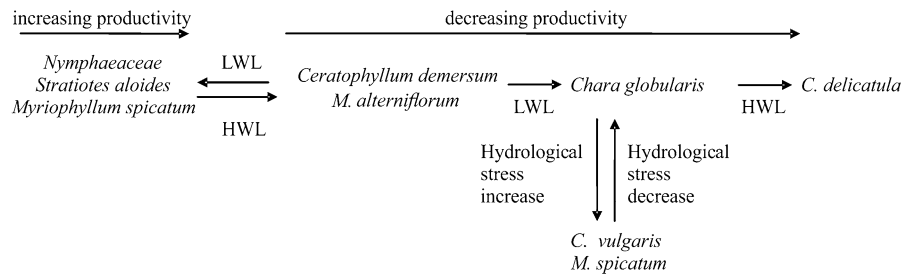 increasing productivity
decreasing productivity
Nymphaeaceae
Stratiotes aloides
Myriophyllum spicatum
LWL
HWL
Ceratophyllum demersum
M. alterniflorum
LWL
Chara globularis
HWL
C. delicatula
Hydrological
stress
increase
Hydrological
stress
decrease
C. vulgaris
M. spicatum